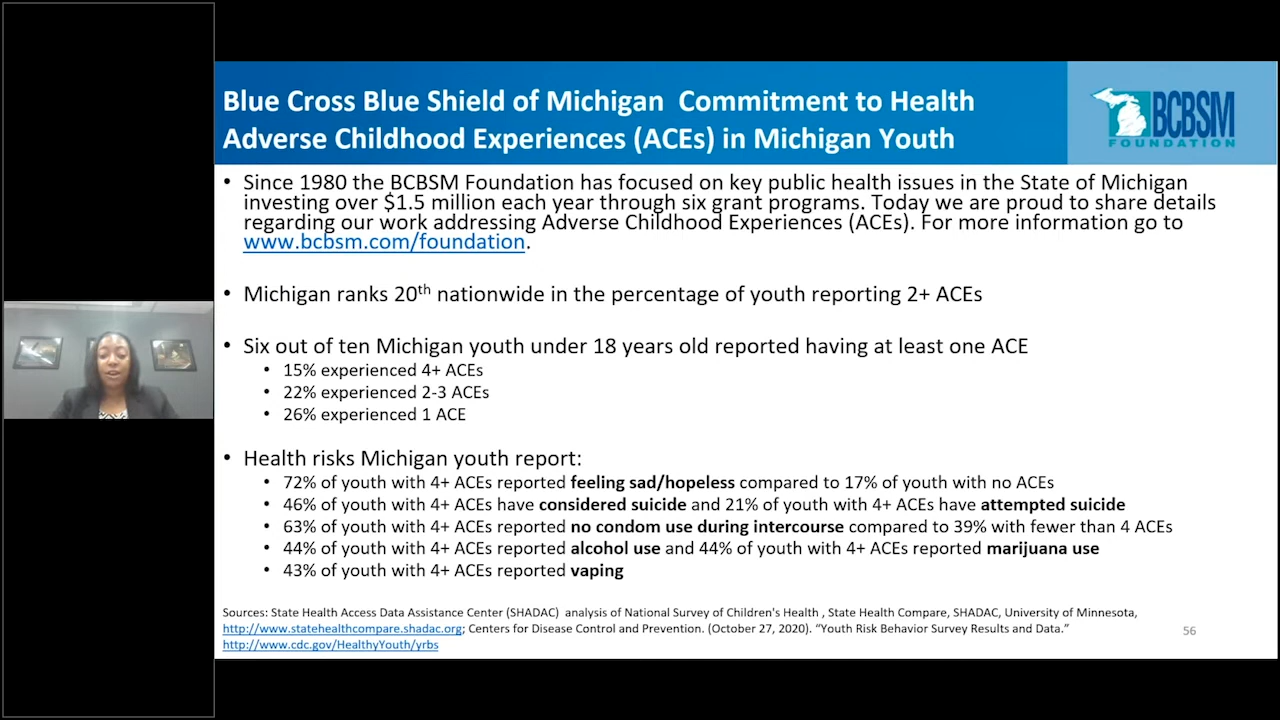 Blue Cross Blue Shield of Michigan  Commitment to Health
Adverse Childhood Experiences (ACEs) in Michigan Youth
BCBSM
FOUNDATION
• Since 1980 the BCBSM Foundation has focused on key public health issues in the State of Michigan
investing over $1.5 million each year through six grant programs. Today we are proud to share details
regarding our work addressing Adverse Childhood Experiences (ACEs). For more information go to
www.bcbsm.com/foundation.
• Michigan ranks 20th nationwide in the percentage of youth reporting 2+ ACEs
• Six out of ten Michigan youth under 18 years old reported having at least one ACE
• 15% experienced 4+ ACEs
• 22% experienced 2-3 ACEs
• 26% experienced 1 ACE
• Health risks Michigan youth report:
• 72% of youth with 4+ ACEs reported feeling sad/hopeless compared to 17% of youth with no ACEs
• 46% of youth with 4+ ACEs have considered suicide and 21% of youth with 4+ ACEs have attempted suicide
• 63% of youth with 4+ ACEs reported no condom use during intercourse compared to 39% with fewer than 4 ACEs
• 44% of youth with 4+ ACEs reported alcohol use and 44% of youth with 4+ ACEs reported marijuana use
• 43% of youth with 4+ ACEs reported vaping
Sources: State Health Access Data Assistance Center (SHADAC)  analysis of National Survey of Children's Health , State Health Compare, SHADAC, University of Minnesota,
http://www.statehealthcompare.shadac.org; Centers for Disease Control and Prevention. (October 27, 2020). “Youth Risk Behavior Survey Results and Data.”
http://www.cdc.gov/HealthyYouth/yrbs
56